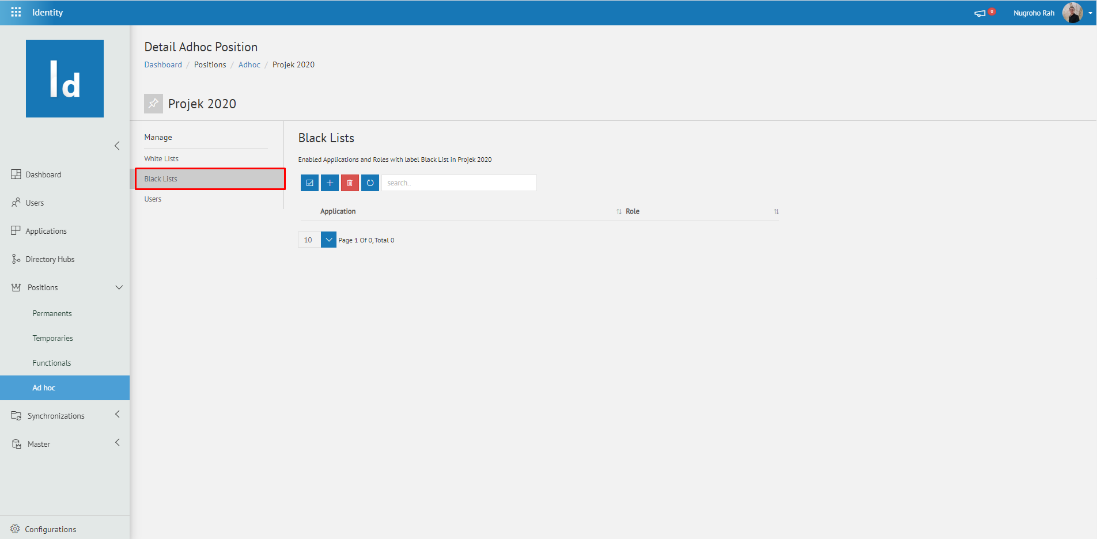 Identity
8
Nugroho Rah
Id
Dashboard
Users
Applications
Directory Hubs
Positions
Permanents
Temporaries
Functionals
Ad hoc
Synchronizations
Master
Configurations
Detail Adhoc Position
Dashboard / Positions / Adhoc / Projek 2020
Projek 2020
Manage
White Lists
Black Lists
Users
Black Lists
Enabled Applications and Roles with label Black List in Projek 2020
search..
Application Role
10 Page 1 Of 0, Total 0